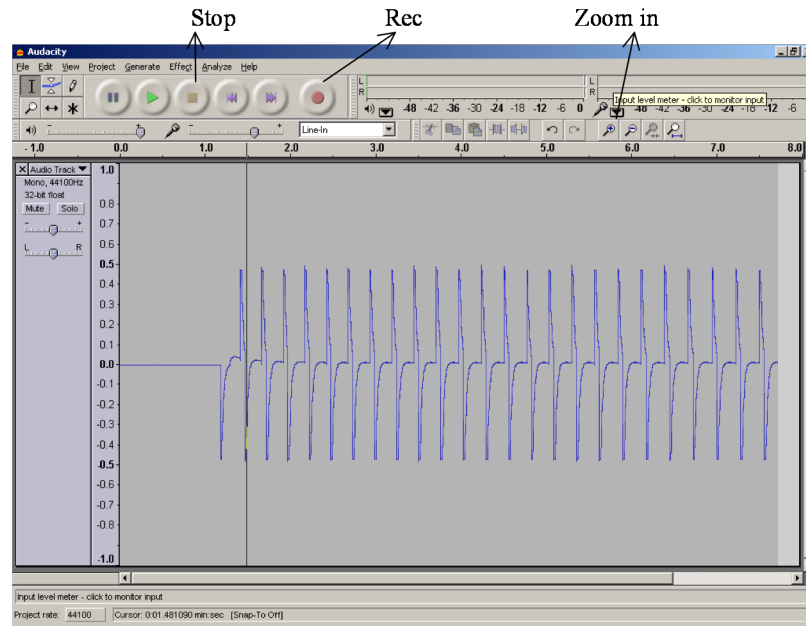 Stop Rec Zoom in
Audacity
File Edit View Project Generate Effect Analyze Help
L
R
-48 -42 -36 -30 -24 -18 -12 -6 0
L
R
Input level meter - click to monitor input
-48 -42 -36 -30 -24 -18 -12 -6
Line-In
-1.0 0.0 1.0 2.0 3.0 4.0 5.0 6.0 7.0 8.0
Audio Track
Mono, 44100Hz
32-bit float
Mute Solo
- +
L R
1.0
0.8
0.7
0.6
0.5
0.4
0.3
0.2
0.1
0.0
-0.1
-0.2
-0.3
-0.4
-0.5
-0.6
-0.7
-0.8
-1.0
Input level meter - click to monitor input
Project rate: 44100 Cursor: 0:01.481090 min:sec [Snap-To Off]